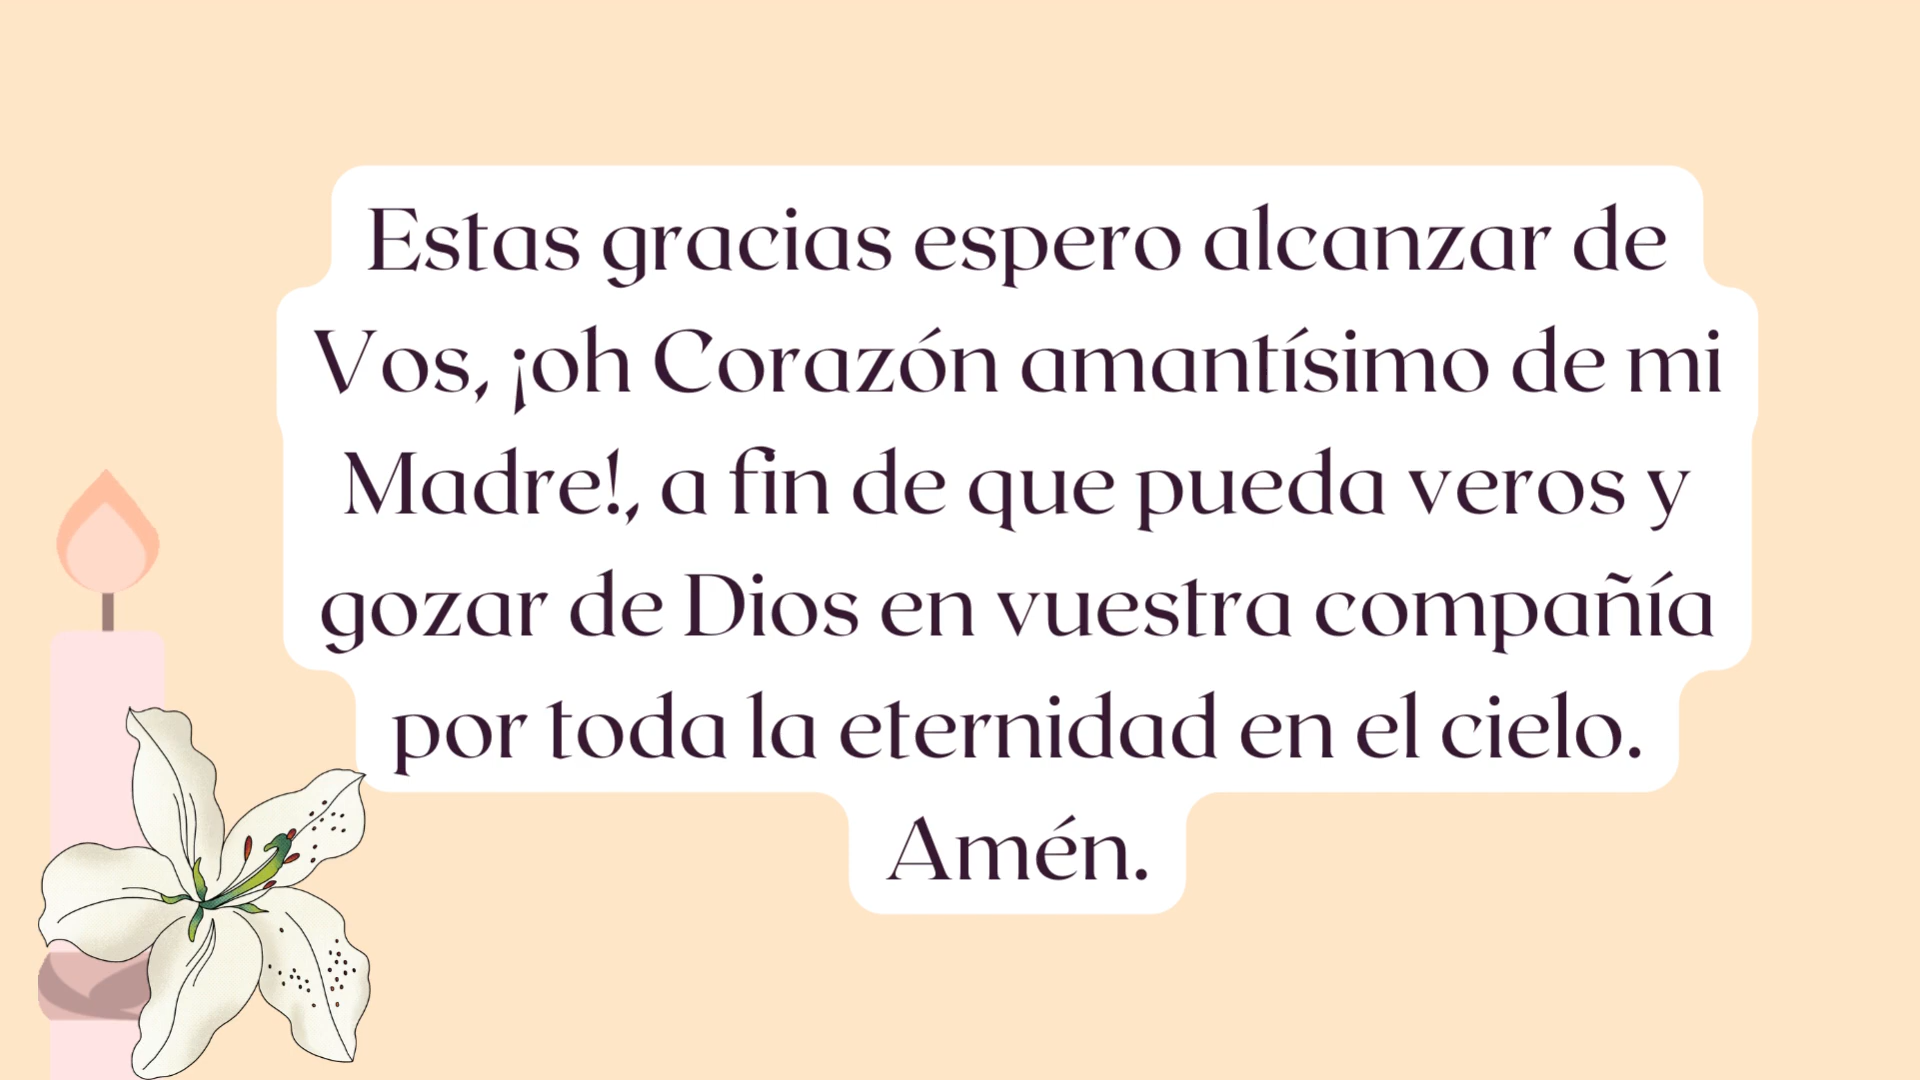 Estas gracias espero alcanzar de
Vos, ¡oh Corazón amantísimo de mi
Madre!, a fin de que pueda veros y
gozar de Dios en vuestra compañía
por toda la eternidad en el cielo.
Amén.